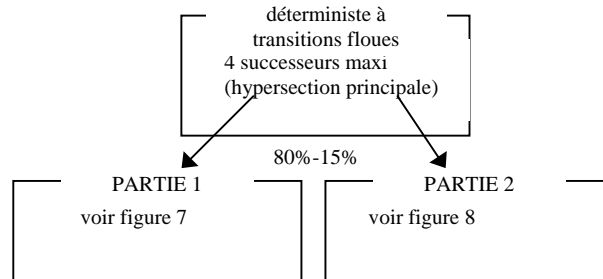 déterministe à
transitions floues
4 successeurs maxi
(hypersection principale)
80%-15%
PARTIE 1
PARTIE 2
voir figure 7
voir figure 8